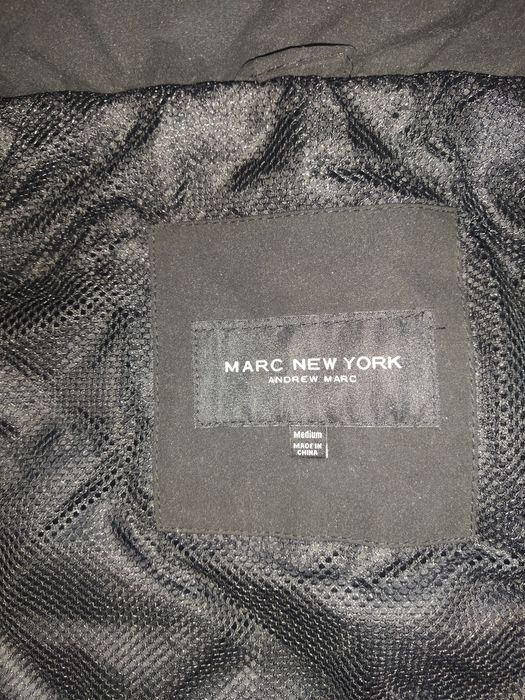 MARC NEW YORK
ANDREW MARC
Medium
MADE IN
CHINA